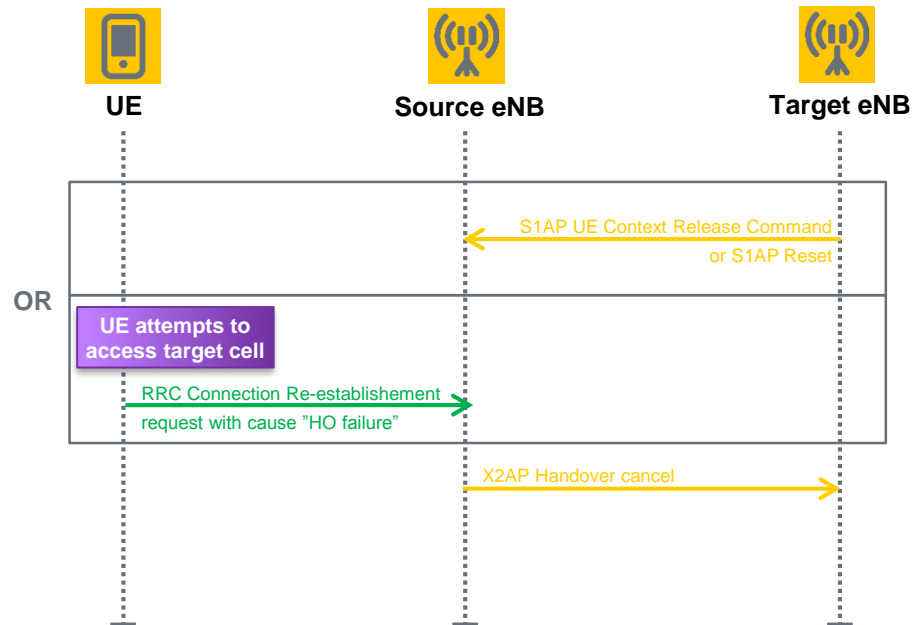 UE
Source eNB
Target eNB
S1AP UE Context Release Command
or S1AP Reset
OR
UE attempts to
access target cell
RRC Connection Re-establishement
request with cause ”HO failure”
X2AP Handover cancel